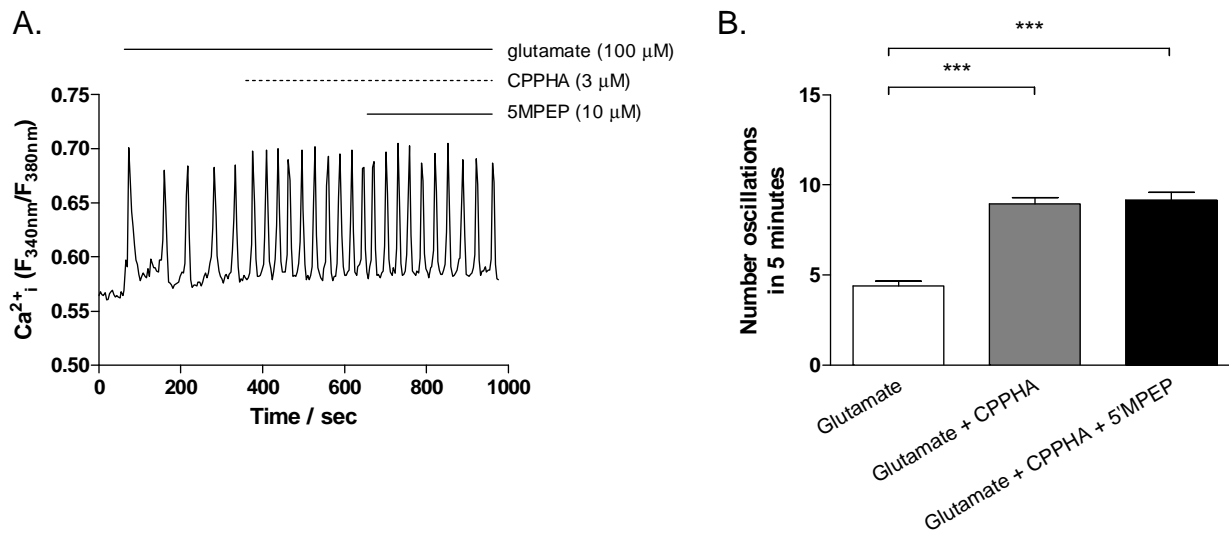 A.
glutamate (100 µM)
CPPHA (3 µM)
5MPEP (10 µM)
Ca2+i (F340nm/F380nm)
0.75
0.70
0.65
0.60
0.55
0.50
0
200
400
600
800
1000
Time / sec
B.
***
***
Number oscillations
in 5 minutes
15
10
5
0
Glutamate
Glutamate + CPPHA
Glutamate + CPPHA + 5'MPEP